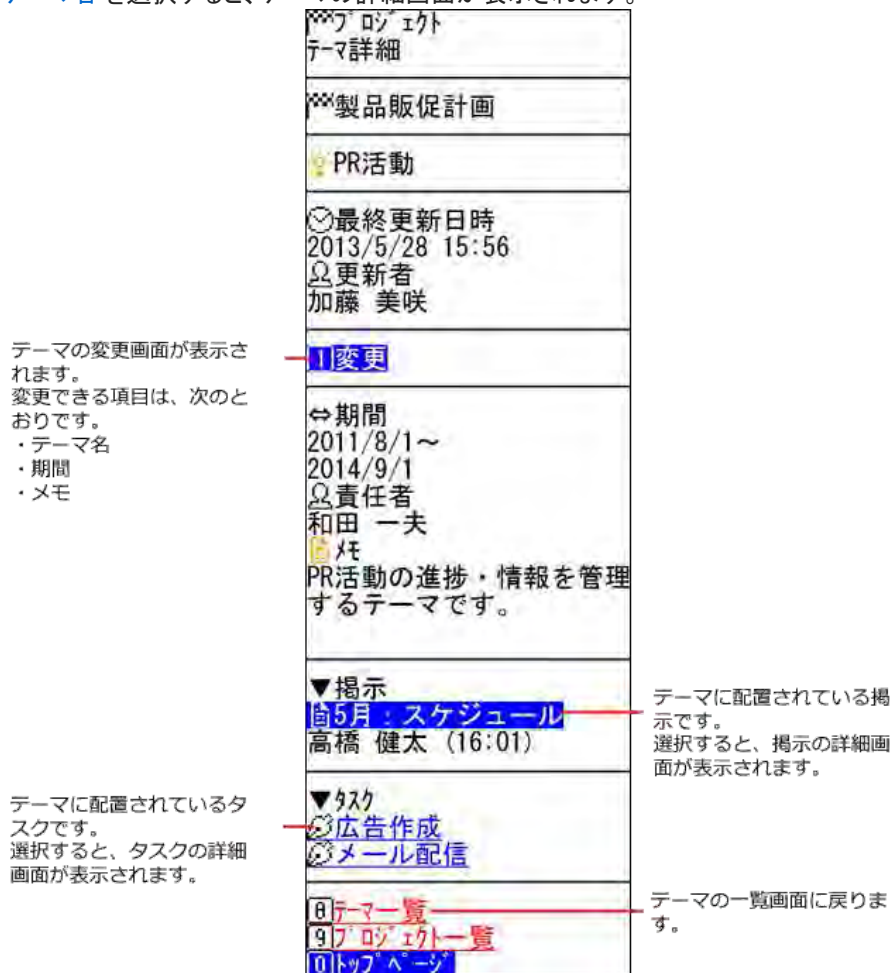 テーマ名 を選択すると、テーマの詳細画面が表示されます。
ﾌﾟﾛｼﾞｪｸﾄ
ﾃｰﾏ詳細
製品販促計画
PR活動
最終更新日時
2013/5/28 15:56
更新者
加藤 美咲
テーマの変更画面が表示さ
れます。
変更できる項目は、次のと
おりです。
・テーマ名
・期間
・メモ
1変更
⇔期間
2011/8/1～
2014/9/1
責任者
和田 一夫
ﾒﾓ
PR活動の進捗・情報を管理
するテーマです。
▼掲示
5月：スケジュール
高橋 健太 (16:01)
テーマに配置されている掲
示です。
選択すると、掲示の詳細画
面が表示されます。
テーマに配置されているタ
スクです。
選択すると、タスクの詳細
画面が表示されます。
▼ﾀｽｸ
広告作成
メール配信
8ﾃｰﾏ一覧
9ﾌﾟﾛｼﾞｪｸﾄ一覧
0ﾄｯﾌﾟﾍﾟｰｼﾞ
テーマの一覧画面に戻りま
す。